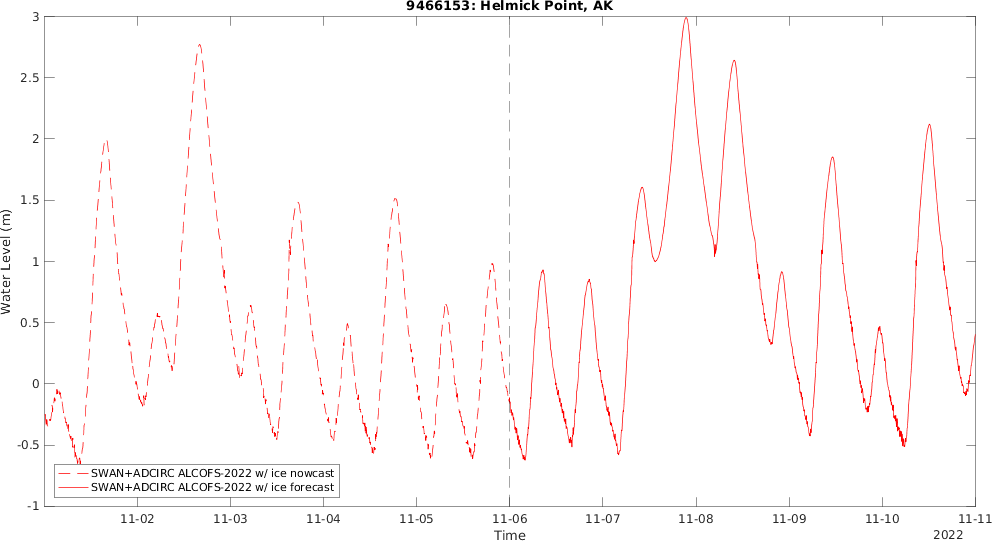 9466153: Helmick Point, AK
3
2.5
2
1.5
1
0.5
0
-0.5
-1
Water Level (m)
SWAN+ADCIRC ALCOFS-2022 w/ ice nowcast
SWAN+ADCIRC ALCOFS-2022 w/ ice forecast
11-02 11-03 11-04 11-05 11-06 11-07 11-08 11-09 11-10 11-11
Time
2022